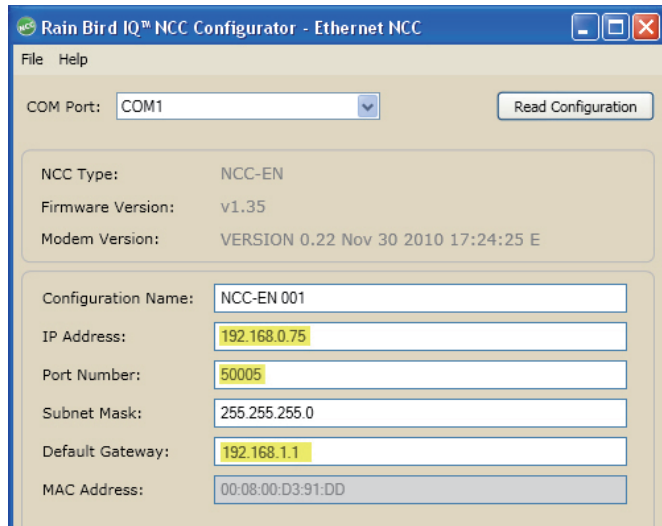 NCC Rain Bird IQ™ NCC Configurator - Ethernet NCC
File Help
COM Port: COM1 Read Configuration
NCC Type: NCC-EN
Firmware Version: v1.35
Modem Version: VERSION 0.22 Nov 30 2010 17:24:25 E
Configuration Name: NCC-EN 001
IP Address: 192.168.0.75
Port Number: 50005
Subnet Mask: 255.255.255.0
Default Gateway: 192.168.1.1
MAC Address: 00:08:00:D3:91:DD